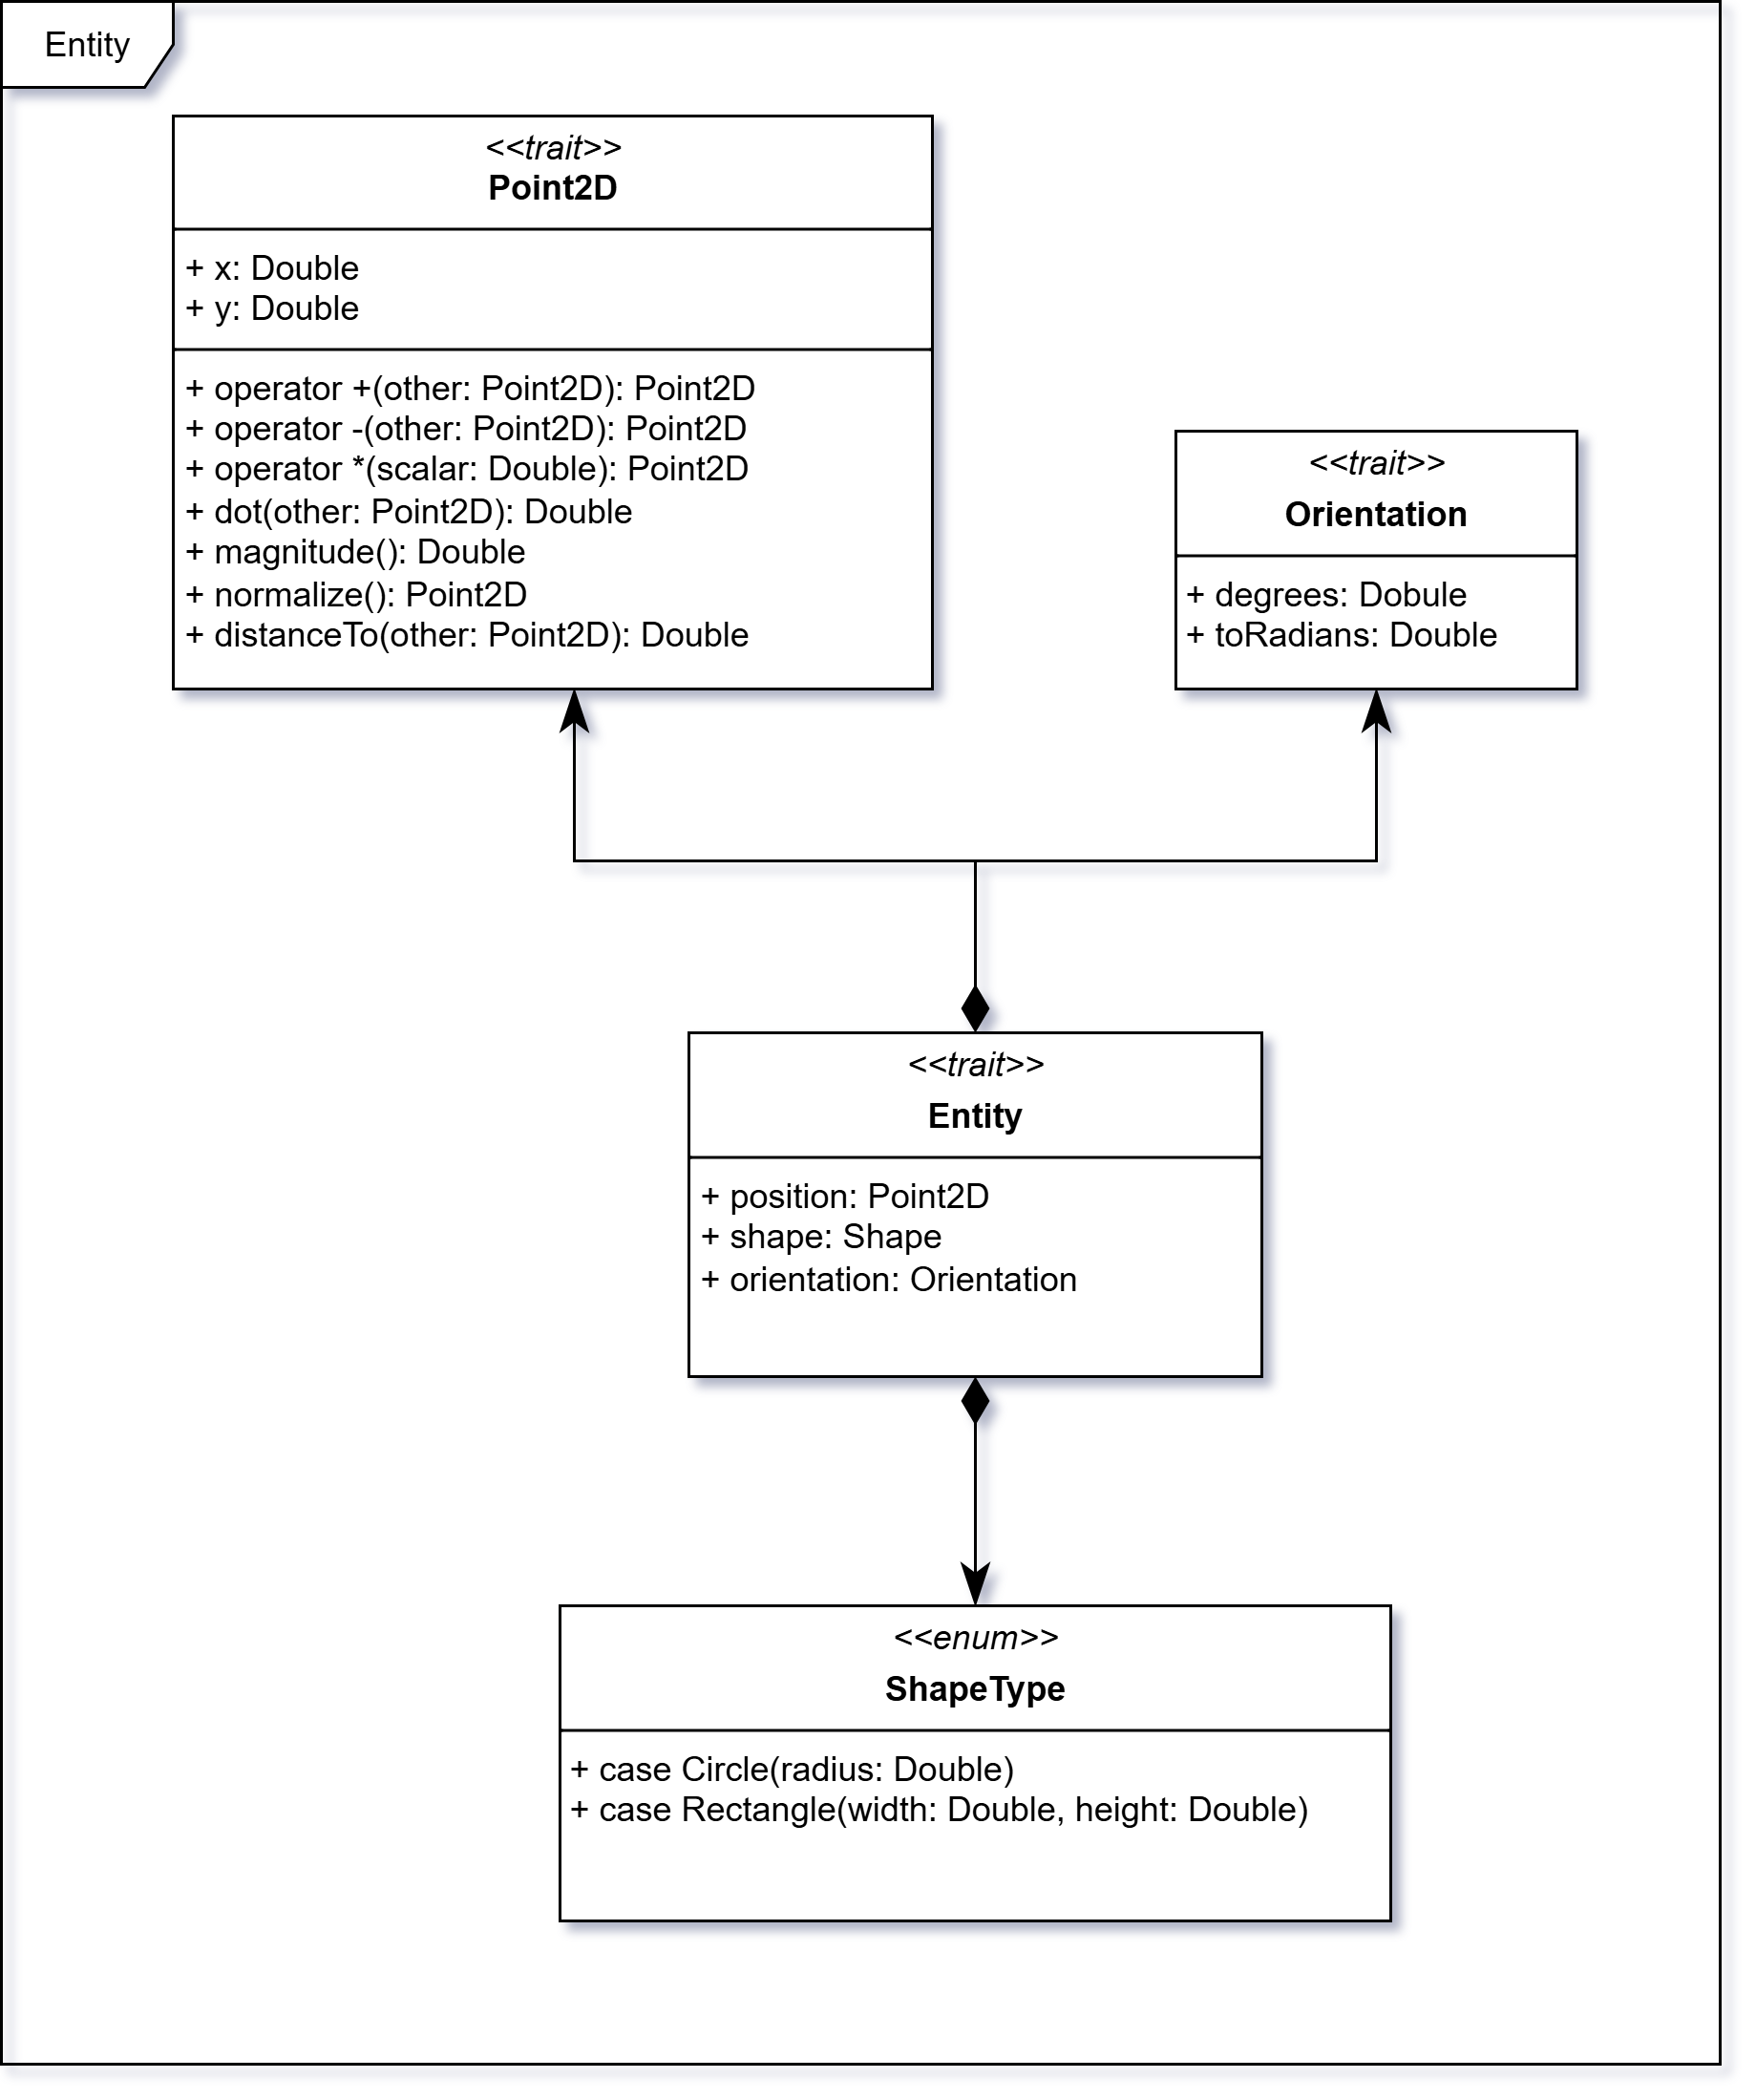 Entity
<<trait>>
Point2D
+ x: Double
+ y: Double
+ operator +(other: Point2D): Point2D
+ operator -(other: Point2D): Point2D
+ operator *(scalar: Double): Point2D
+ dot(other: Point2D): Double
+ magnitude(): Double
+ normalize(): Point2D
+ distanceTo(other: Point2D): Double
<<trait>>
Orientation
+ degrees: Dobule
+ toRadians: Double
<<trait>>
Entity
+ position: Point2D
+ shape: Shape
+ orientation: Orientation
<<enum>>
ShapeType
+ case Circle(radius: Double)
+ case Rectangle(width: Double, height: Double)